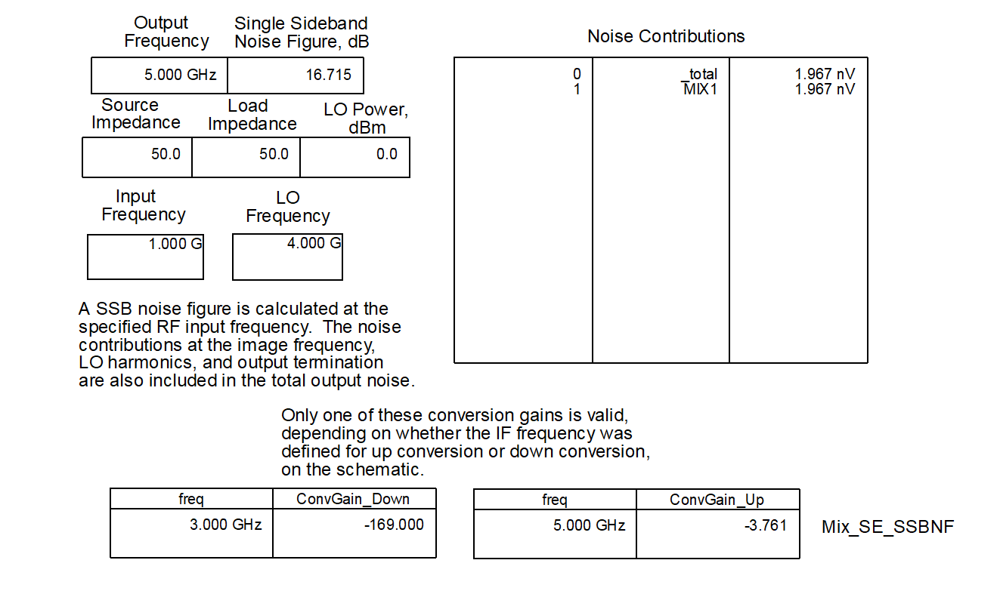 Output
Frequency
Single Sideband
Noise Figure, dB
5.000 GHz
16.715
Source
Impedance
Load
Impedance
LO Power,
dBm
50.0
50.0
0.0
Input
Frequency
LO
Frequency
1.000 G
4.000 G
Noise Contributions
0 _total 1.967 nV
1 MIX1 1.967 nV
A SSB noise figure is calculated at the
specified RF input frequency.  The noise
contributions at the image frequency,
LO harmonics, and output termination
are also included in the total output noise.
Only one of these conversion gains is valid,
depending on whether the IF frequency was
defined for up conversion or down conversion,
on the schematic.
freq ConvGain_Down
3.000 GHz -169.000
freq ConvGain_Up
5.000 GHz -3.761
Mix_SE_SSBNF